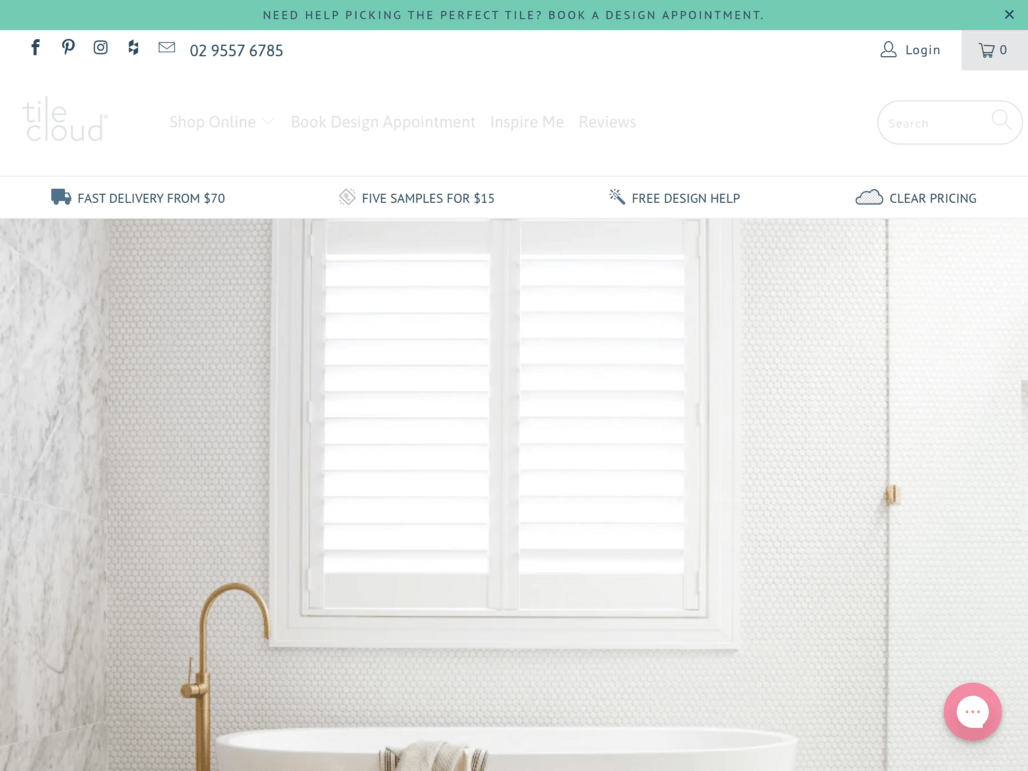 NEED HELP PICKING THE PERFECT TILE? BOOK A DESIGN APPOINTMENT.
02 9557 6785
Login
0
tile
cloud
Shop Online
Book Design Appointment
Inspire Me
Reviews
Search
FAST DELIVERY FROM $70
FIVE SAMPLES FOR $15
FREE DESIGN HELP
CLEAR PRICING